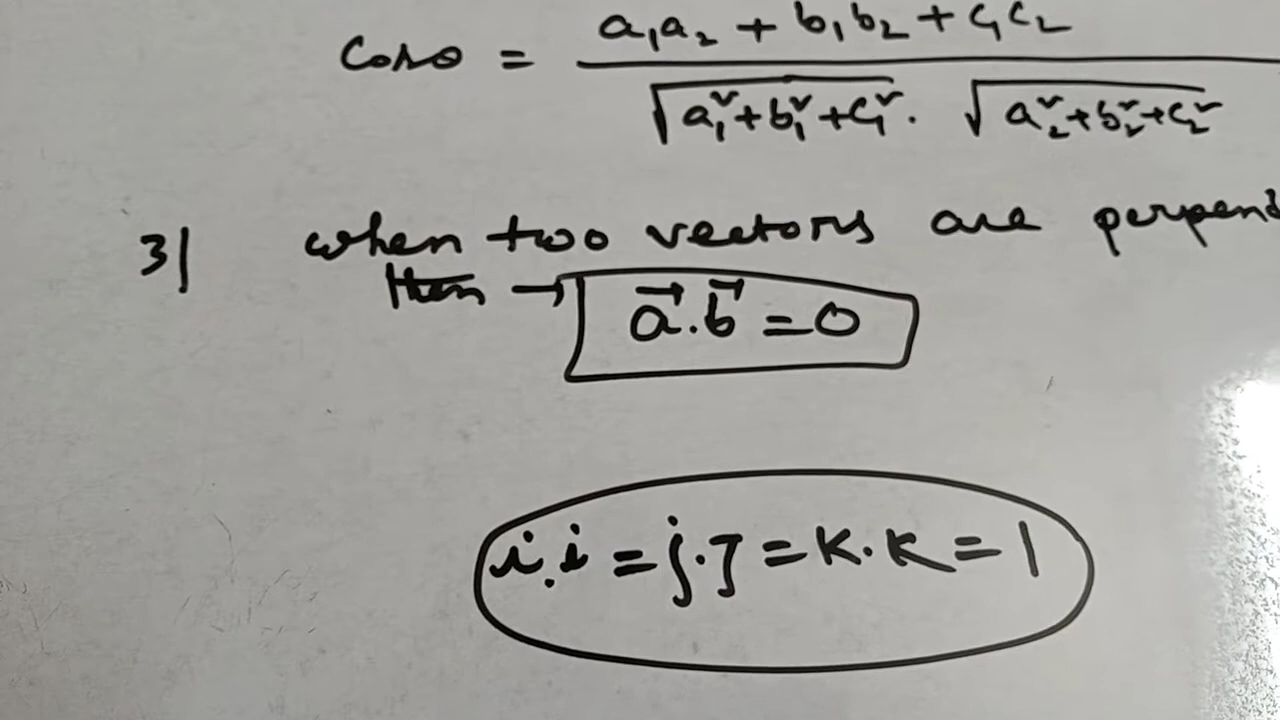 Cosθ = a₁a₂ + b₁b₂ + c₁c₂ / √a₁²+b₁²+c₁² . √a₂²+b₂²+c₂²
3) when two vectors are perpend
then → a⃗.b⃗ = 0
i.i = j.j = k.k = 1